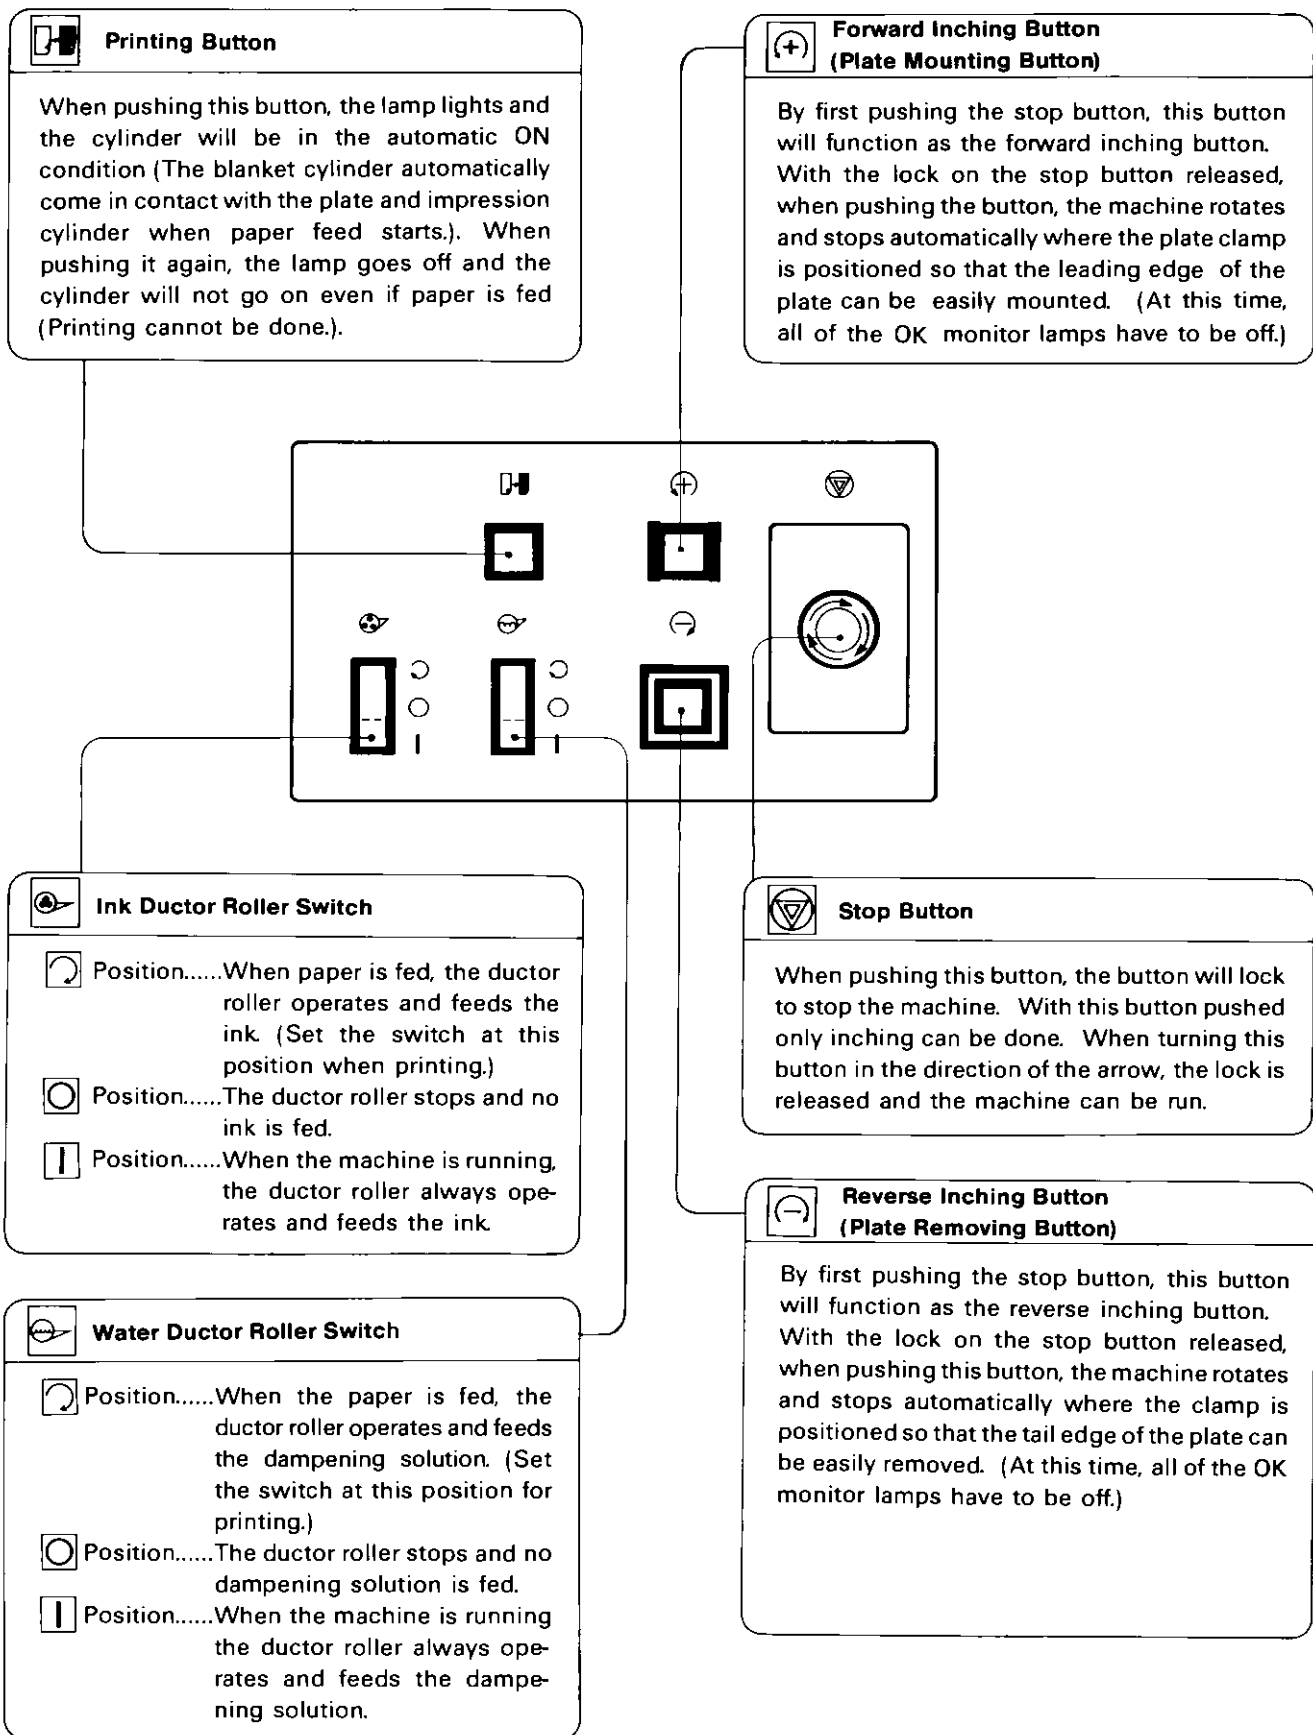 Printing Button
When pushing this button, the lamp lights and
the cylinder will be in the automatic ON
condition (The blanket cylinder automatically
come in contact with the plate and impression
cylinder when paper feed starts.). When
pushing it again, the lamp goes off and the
cylinder will not go on even if paper is fed
(Printing cannot be done.).
Forward Inching Button
(Plate Mounting Button)
By first pushing the stop button, this button
will function as the forward inching button.
With the lock on the stop button released,
when pushing the button, the machine rotates
and stops automatically where the plate clamp
is positioned so that the leading edge of the
plate can be easily mounted. (At this time,
all of the OK monitor lamps have to be off.)
Ink Ductor Roller Switch
Position......When paper is fed, the ductor
roller operates and feeds the
ink. (Set the switch at this
position when printing.)
Position......The ductor roller stops and no
ink is fed.
Position......When the machine is running,
the ductor roller always ope-
rates and feeds the ink.
Water Ductor Roller Switch
Position......When the paper is fed, the
ductor roller operates and feeds
the dampening solution. (Set
the switch at this position for
printing.)
Position......The ductor roller stops and no
dampening solution is fed.
Position......When the machine is running
the ductor roller always ope-
rates and feeds the dampe-
ning solution.
Stop Button
When pushing this button, the button will lock
to stop the machine. With this button pushed
only inching can be done. When turning this
button in the direction of the arrow, the lock is
released and the machine can be run.
Reverse Inching Button
(Plate Removing Button)
By first pushing the stop button, this button
will function as the reverse inching button.
With the lock on the stop button released,
when pushing this button, the machine rotates
and stops automatically where the clamp is
positioned so that the tail edge of the plate can
be easily removed. (At this time, all of the OK
monitor lamps have to be off.)